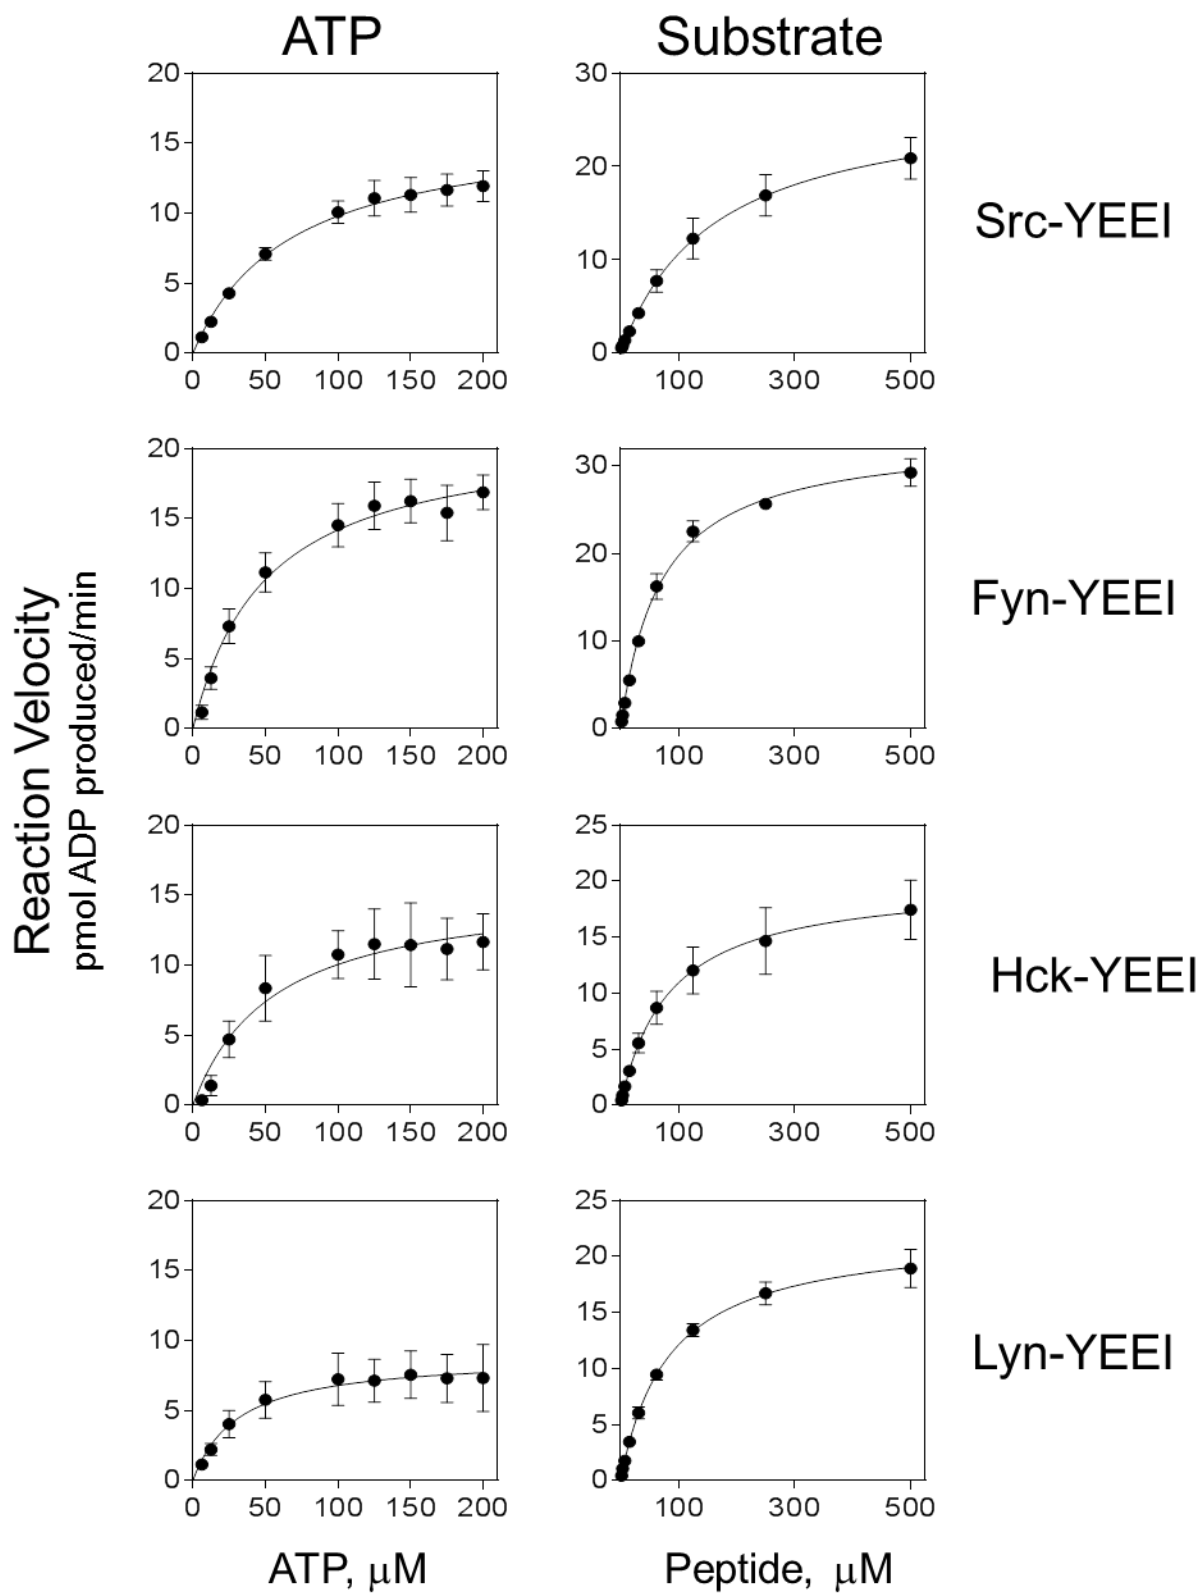 ATP
Substrate
20
15
10
5
0
0 50 100 150 200
30
20
10
0
100 300 500
Src-YEEI
20
15
10
5
0
0 50 100 150 200
30
20
10
0
100 300 500
Fyn-YEEI
20
15
10
5
0
0 50 100 150 200
25
20
15
10
5
0
100 300 500
Hck-YEEI
20
15
10
5
0
0 50 100 150 200
25
20
15
10
5
0
100 300 500
Lyn-YEEI
Reaction Velocity
pmol ADP produced/min
ATP, μM
Peptide, μM